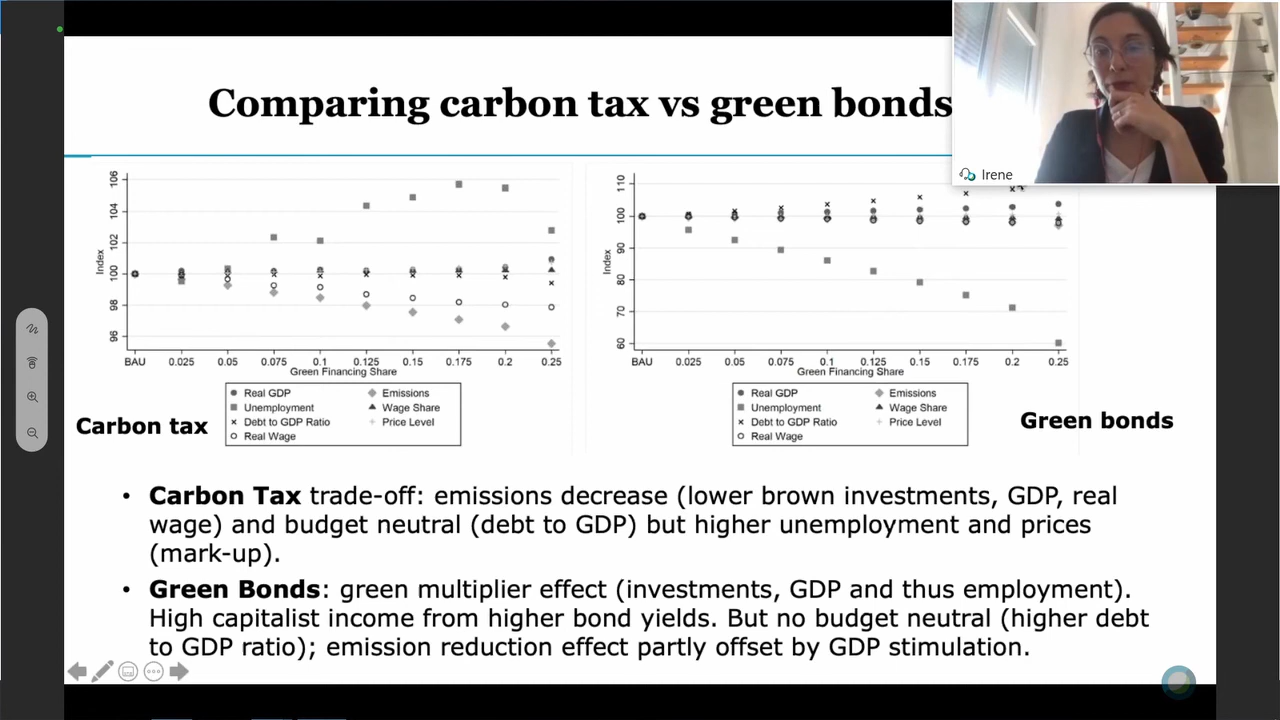 Comparing carbon tax vs green bonds
Irene
106
104
102
100
98
96
Index
BAU 0.025 0.05 0.075 0.1 0.125 0.15 0.175 0.2 0.25
Green Financing Share
Real GDP Emissions
Unemployment Wage Share
Debt to GDP Ratio Price Level
Real Wage
Carbon tax
110
100
90
80
70
60
Index
BAU 0.025 0.05 0.075 0.1 0.125 0.15 0.175 0.2 0.25
Green Financing Share
Real GDP Emissions
Unemployment Wage Share
Debt to GDP Ratio Price Level
Real Wage
Green bonds
• Carbon Tax trade-off: emissions decrease (lower brown investments, GDP, real
wage) and budget neutral (debt to GDP) but higher unemployment and prices
(mark-up).
• Green Bonds: green multiplier effect (investments, GDP and thus employment).
High capitalist income from higher bond yields. But no budget neutral (higher debt
to GDP ratio); emission reduction effect partly offset by GDP stimulation.